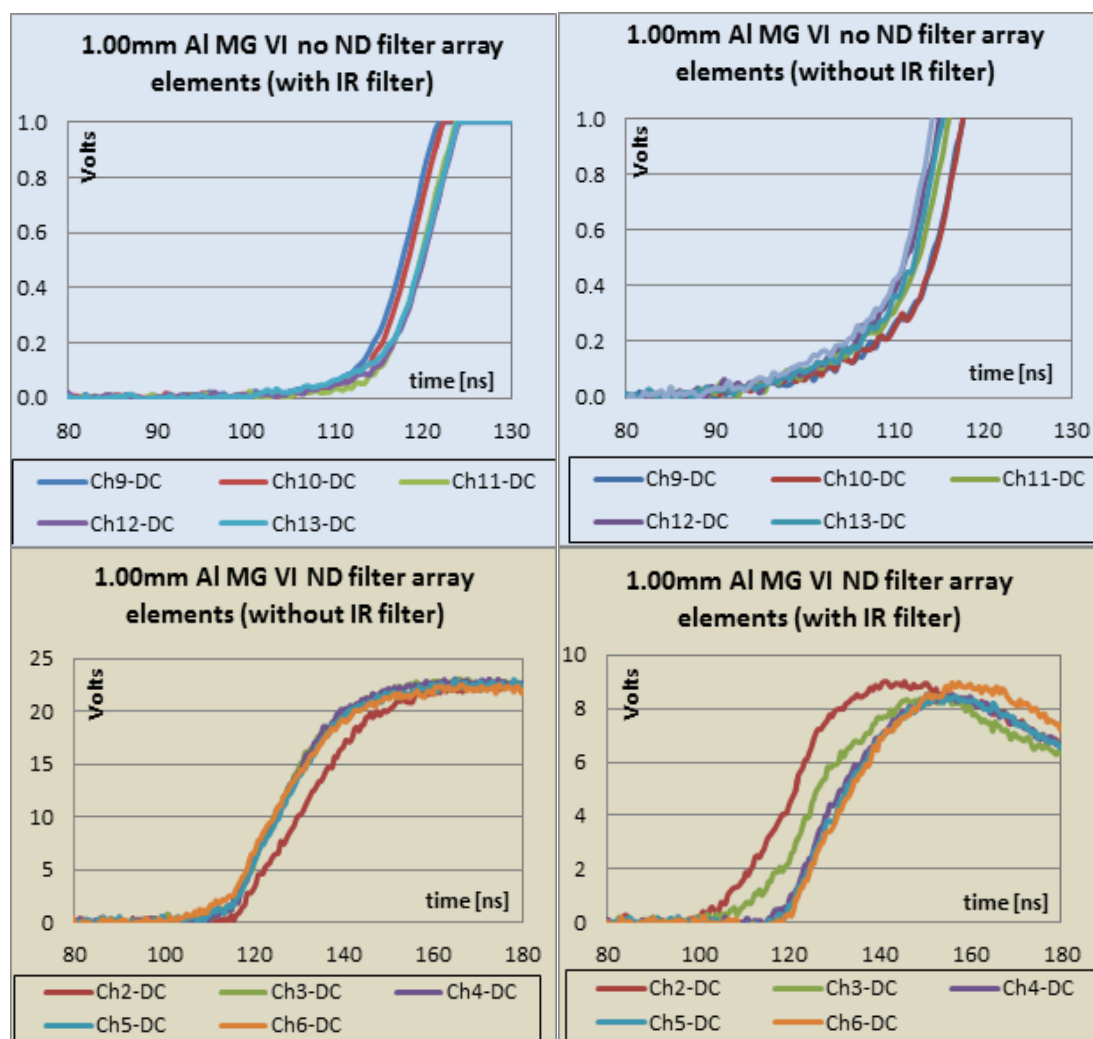 1.00mm Al MG VI no ND filter array
elements (with IR filter)
1.0
0.8
0.6
0.4
0.2
0.0
Volts
time [ns]
80 90 100 110 120 130
Ch9-DC Ch10-DC Ch11-DC
Ch12-DC Ch13-DC
1.00mm Al MG VI no ND filter array
elements (without IR filter)
1.0
0.8
0.6
0.4
0.2
0.0
Volts
time [ns]
80 90 100 110 120 130
Ch9-DC Ch10-DC Ch11-DC
Ch12-DC Ch13-DC
1.00mm Al MG VI ND filter array
elements (without IR filter)
25
20
15
10
5
0
Volts
time [ns]
80 100 120 140 160 180
Ch2-DC Ch3-DC Ch4-DC
Ch5-DC Ch6-DC
1.00mm Al MG VI ND filter array
elements (with IR filter)
10
8
6
4
2
0
Volts
time [ns]
80 100 120 140 160 180
Ch2-DC Ch3-DC Ch4-DC
Ch5-DC Ch6-DC